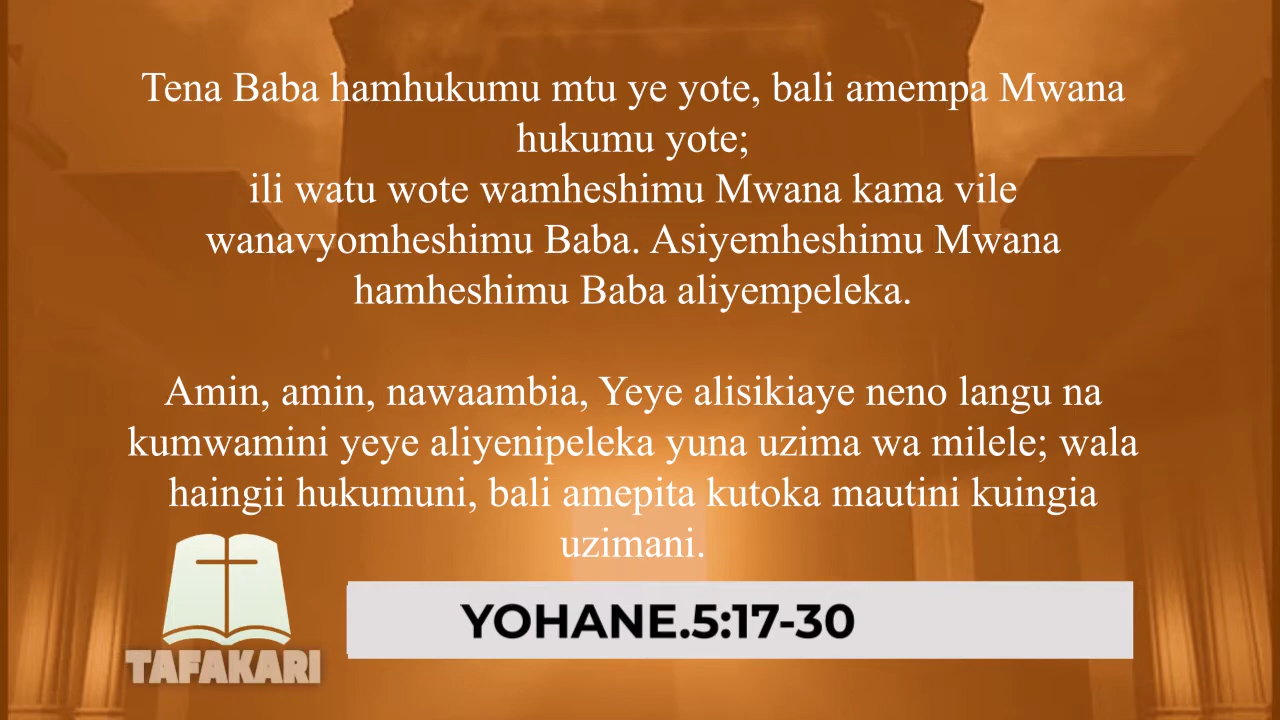 Tena Baba hamhukumu mtu ye yote, bali amempa Mwana
hukumu yote;
ili watu wote wamheshimu Mwana kama vile
wanavyomheshimu Baba. Asiyemheshimu Mwana
hamheshimu Baba aliyempeleka.
Amin, amin, nawaambia, Yeye alisikiaye neno langu na
kumwamini yeye aliyenipeleka yuna uzima wa milele; wala
haingii hukumuni, bali amepita kutoka mautini kuingia
uzimani.
YOHANE.5:17-30
TAFAKARI